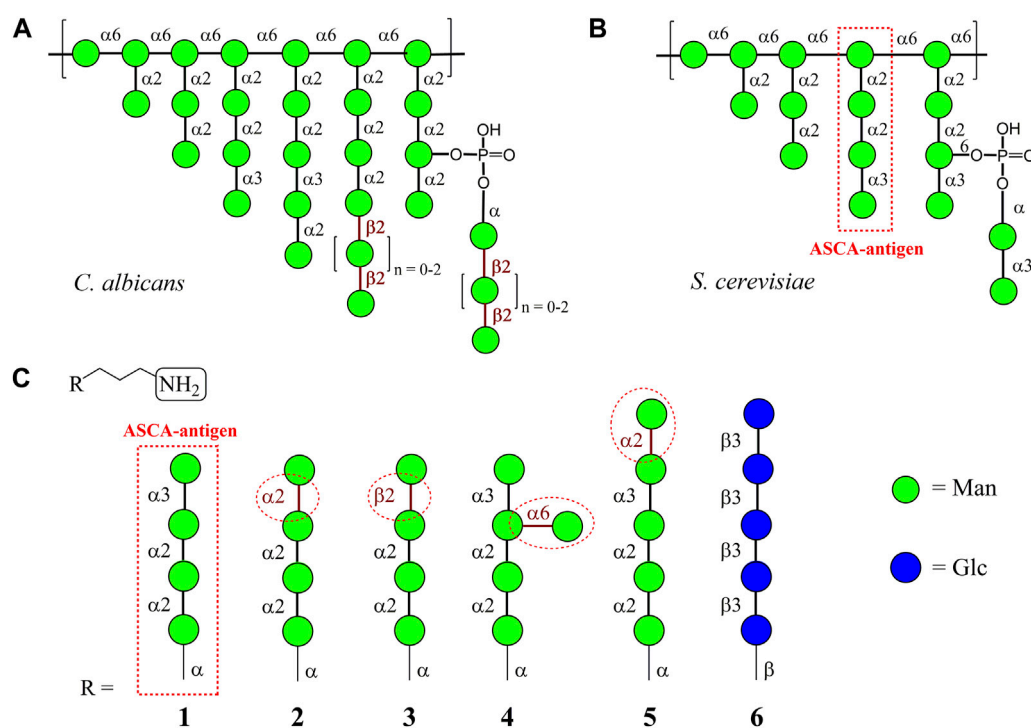 A
α6 α6 α6 α6 α6 α6
α2 α2 α2 α2 α2 α2
α2 α2 α2 α2 α2
OH
α3 α3 α2 α2 O P O
O
α2 β2 α
n = 0-2
β2 β2
n = 0-2
β2
C. albicans
B
α6 α6 α6 α6 α6
α2 α2 α2 α2
α2 α2 α2 OH
6 O P O
α3 α3 O
α
α3
ASCA-antigen
S. cerevisiae
C
R NH2
ASCA-antigen
α3 α2 β2 α3 α6 α2 β3
α2 α2 α2 α2 α3 β3
α2 α2 α2 α2 α2 β3
α2 β3
α α α α α β
R =
1 2 3 4 5 6
= Man
= Glc